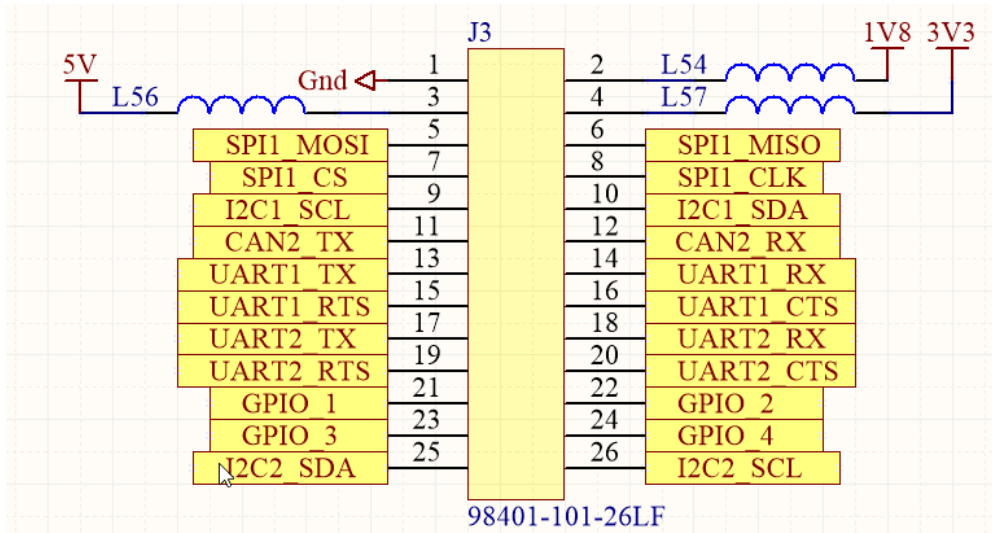 J3
1V8 3V3
5V
1 2 L54
Gnd
L56 3 4 L57
SPI1_MOSI 5 6 SPI1_MISO
SPI1_CS 7 8 SPI1_CLK
I2C1_SCL 9 10 I2C1_SDA
CAN2_TX 11 12 CAN2_RX
UART1_TX 13 14 UART1_RX
UART1_RTS 15 16 UART1_CTS
UART2_TX 17 18 UART2_RX
UART2_RTS 19 20 UART2_CTS
GPIO_1 21 22 GPIO_2
GPIO_3 23 24 GPIO_4
I2C2_SDA 25 26 I2C2_SCL
98401-101-26LF